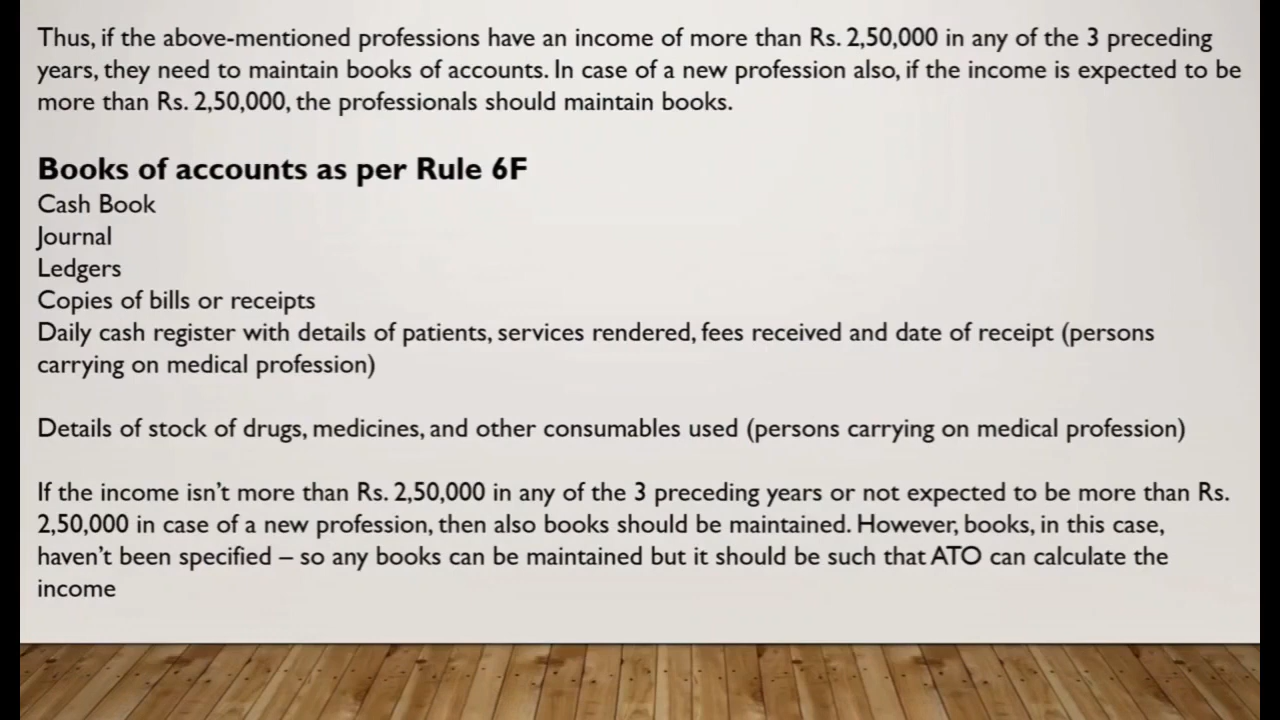 Thus, if the above-mentioned professions have an income of more than Rs. 2,50,000 in any of the 3 preceding
years, they need to maintain books of accounts. In case of a new profession also, if the income is expected to be
more than Rs. 2,50,000, the professionals should maintain books.
Books of accounts as per Rule 6F
Cash Book
Journal
Ledgers
Copies of bills or receipts
Daily cash register with details of patients, services rendered, fees received and date of receipt (persons
carrying on medical profession)
Details of stock of drugs, medicines, and other consumables used (persons carrying on medical profession)
If the income isn’t more than Rs. 2,50,000 in any of the 3 preceding years or not expected to be more than Rs.
2,50,000 in case of a new profession, then also books should be maintained. However, books, in this case,
haven’t been specified – so any books can be maintained but it should be such that ATO can calculate the
income